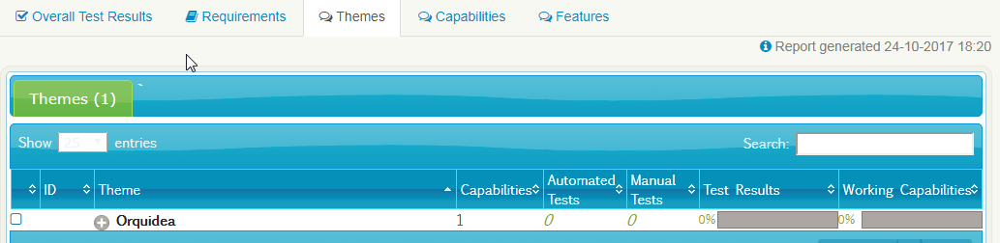 Overall Test Results Requirements Themes Capabilities Features
Report generated 24-10-2017 18:20
Themes (1) `
Show 25 entries Search:
ID Theme Capabilities Automated Tests Manual Tests Test Results Working Capabilities
Orquidea 1 0 0 0% 0%